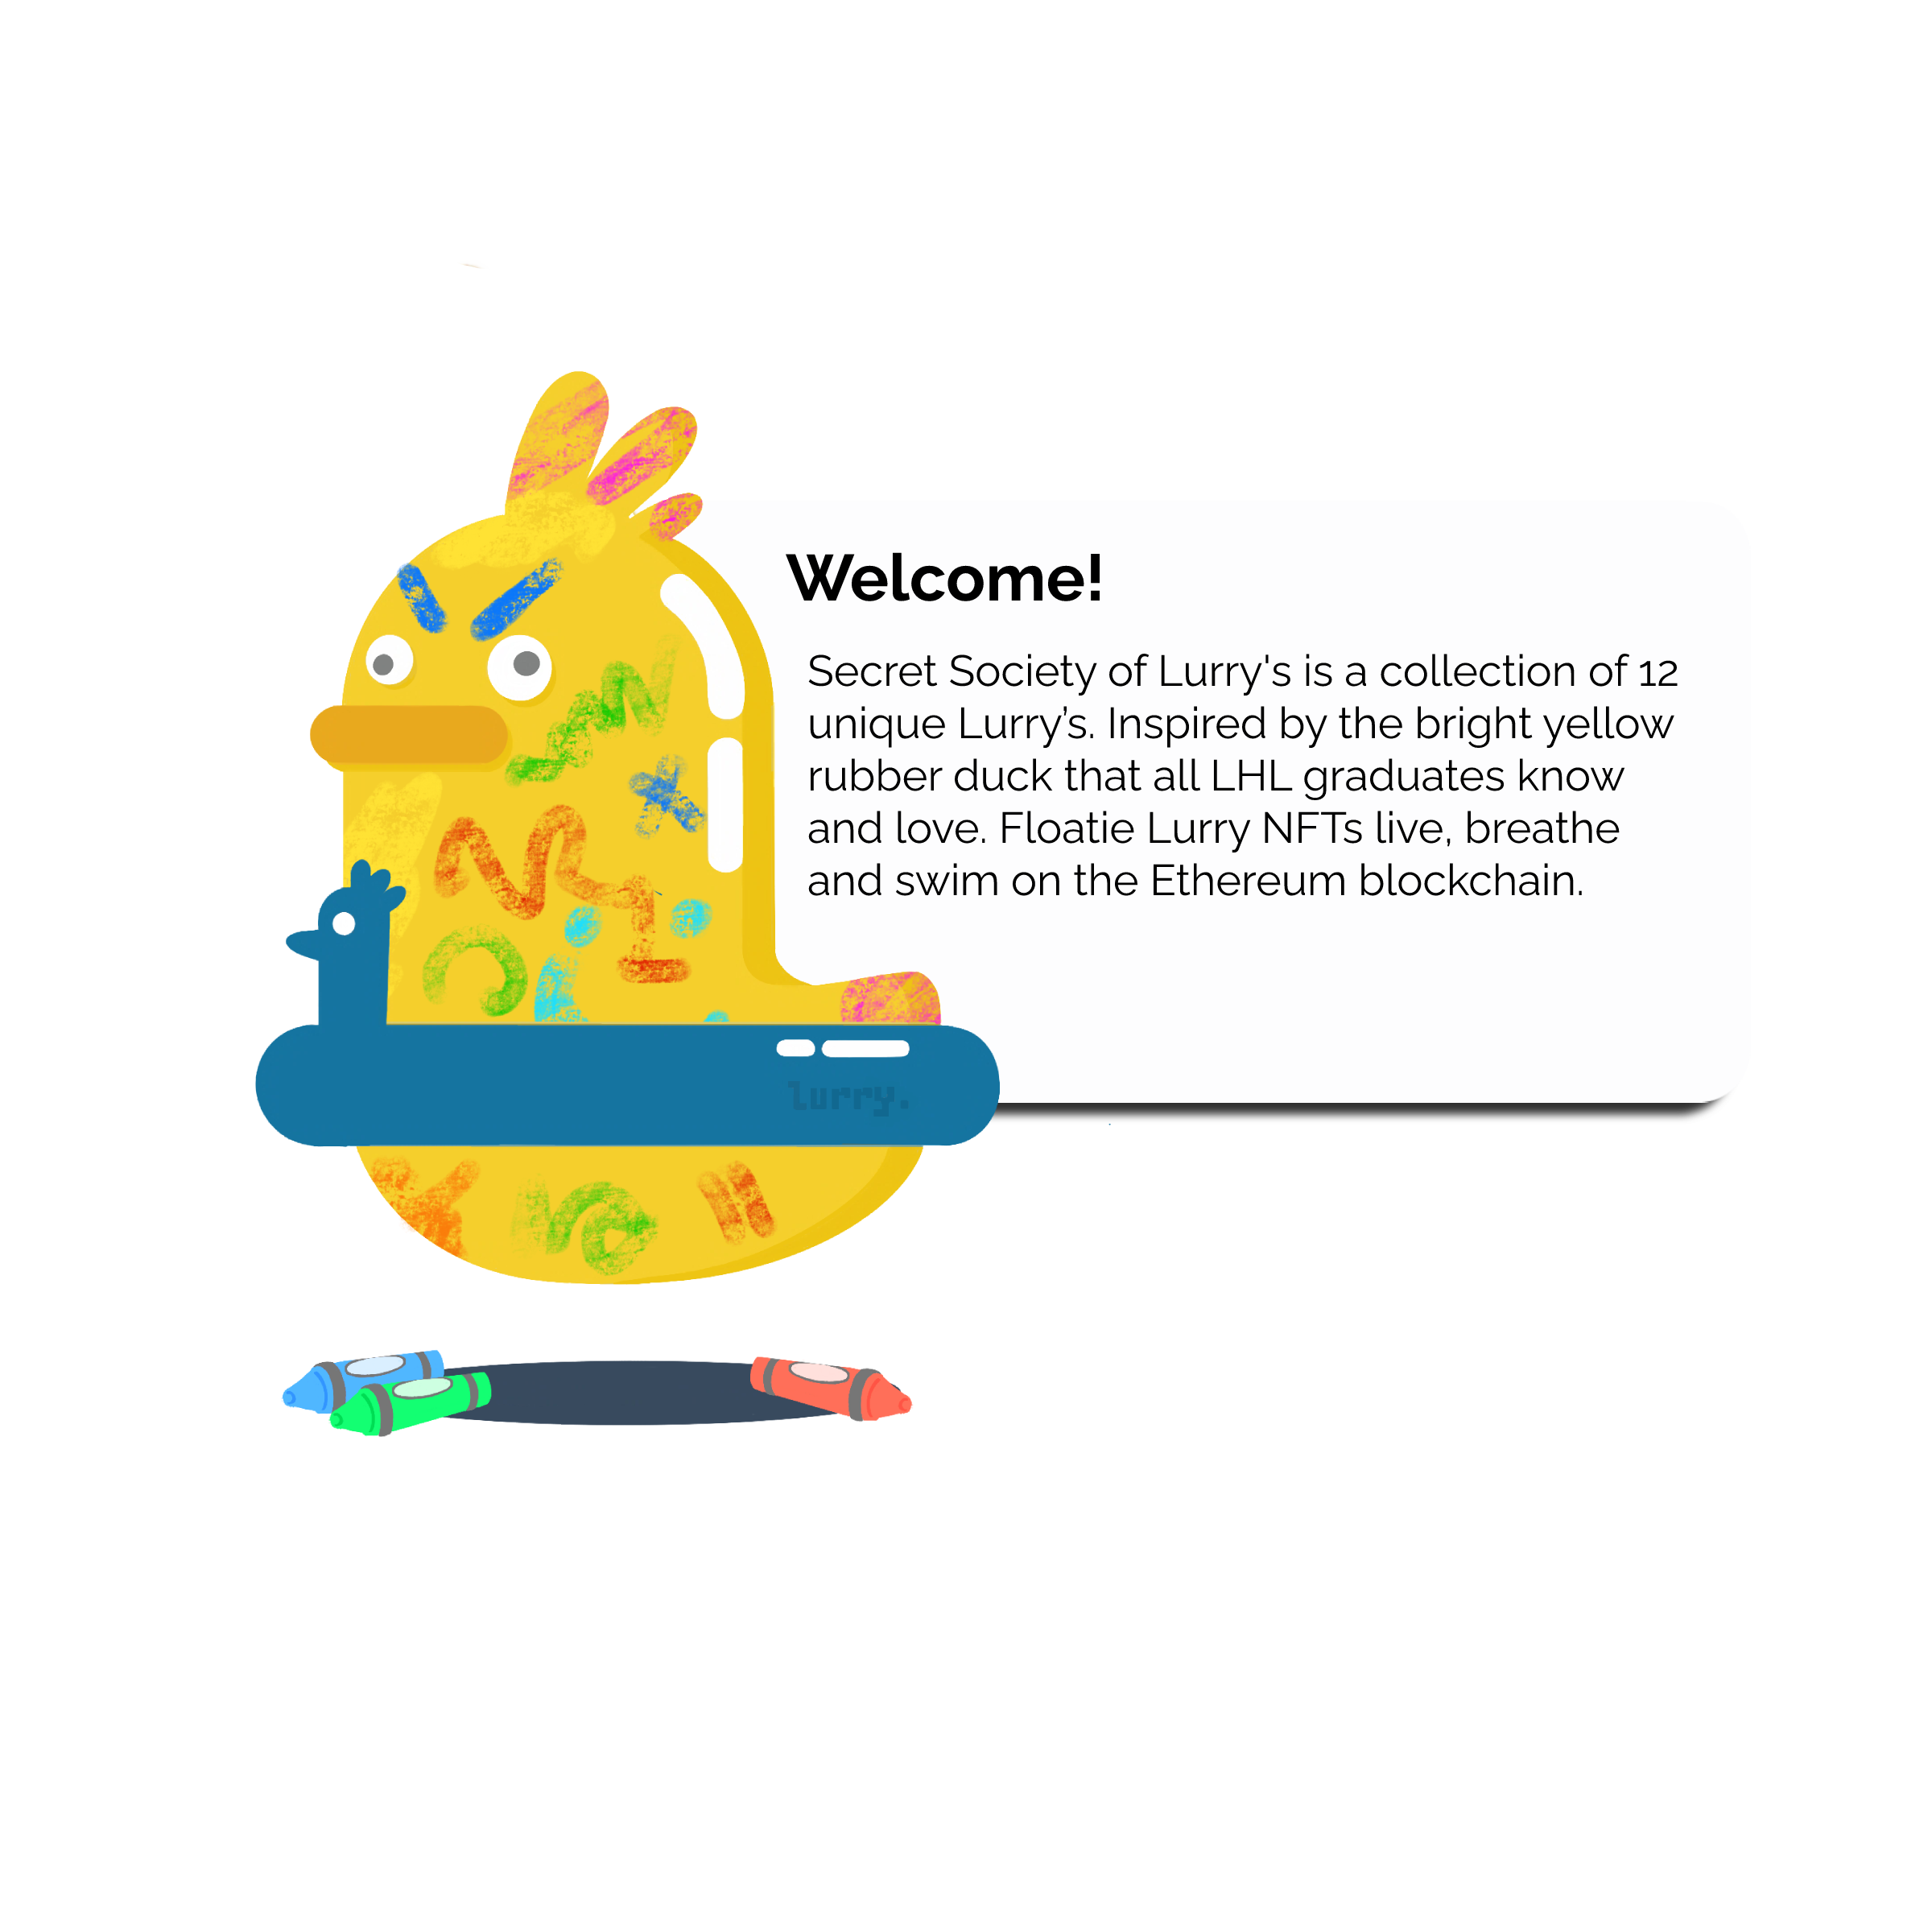 Welcome!
Secret Society of Lurry's is a collection of 12
unique Lurry’s. Inspired by the bright yellow
rubber duck that all LHL graduates know
and love. Floatie Lurry NFTs live, breathe
and swim on the Ethereum blockchain.
lurry.